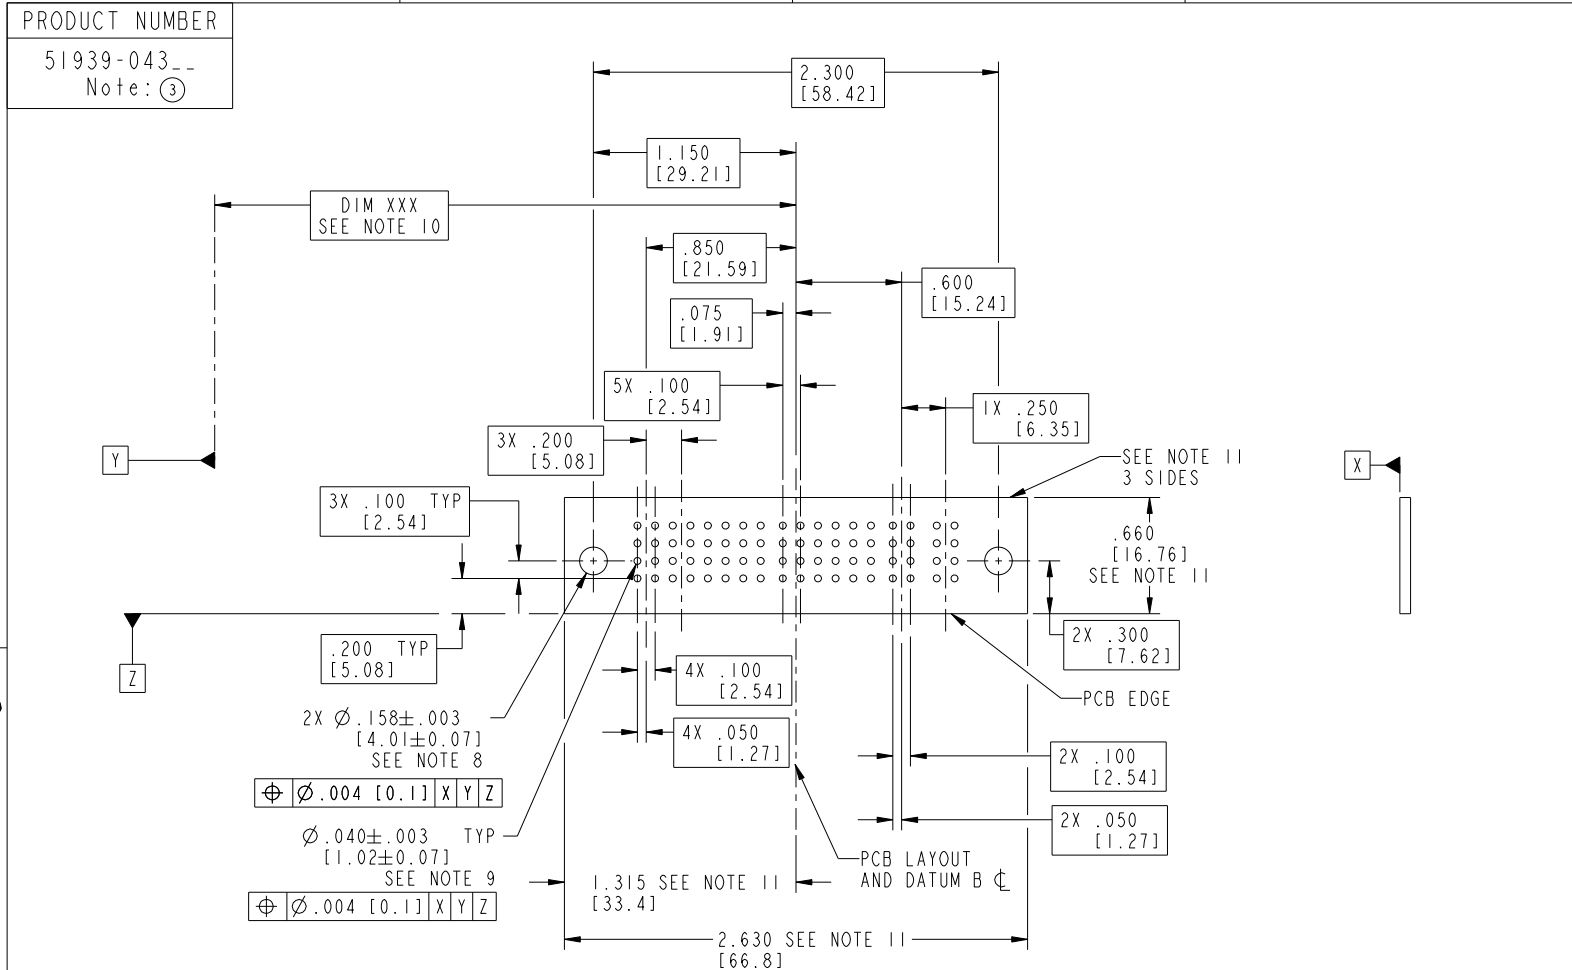 PRODUCT NUMBER
51939-043__
Note: 3
2.300
[58.42]
1.150
[29.21]
DIM XXX
SEE NOTE 10
.850
[21.59]
.600
[15.24]
.075
[1.91]
5X .100
[2.54]
1X .250
[6.35]
3X .200
[5.08]
Y
SEE NOTE 11
3 SIDES
X
3X .100 TYP
[2.54]
.660
[16.76]
SEE NOTE 11
.200 TYP
[5.08]
Z
2X .300
[7.62]
4X .100
[2.54]
PCB EDGE
2X ⌀.158±.003
[4.01±0.07]
SEE NOTE 8
4X .050
[1.27]
2X .100
[2.54]
⌖ ⌀.004 [0.1] X Y Z
⌀.040±.003 TYP
[1.02±0.07]
SEE NOTE 9
2X .050
[1.27]
⌖ ⌀.004 [0.1] X Y Z
PCB LAYOUT
AND DATUM B ℄
1.315 SEE NOTE 11
[33.4]
2.630 SEE NOTE 11
[66.8]